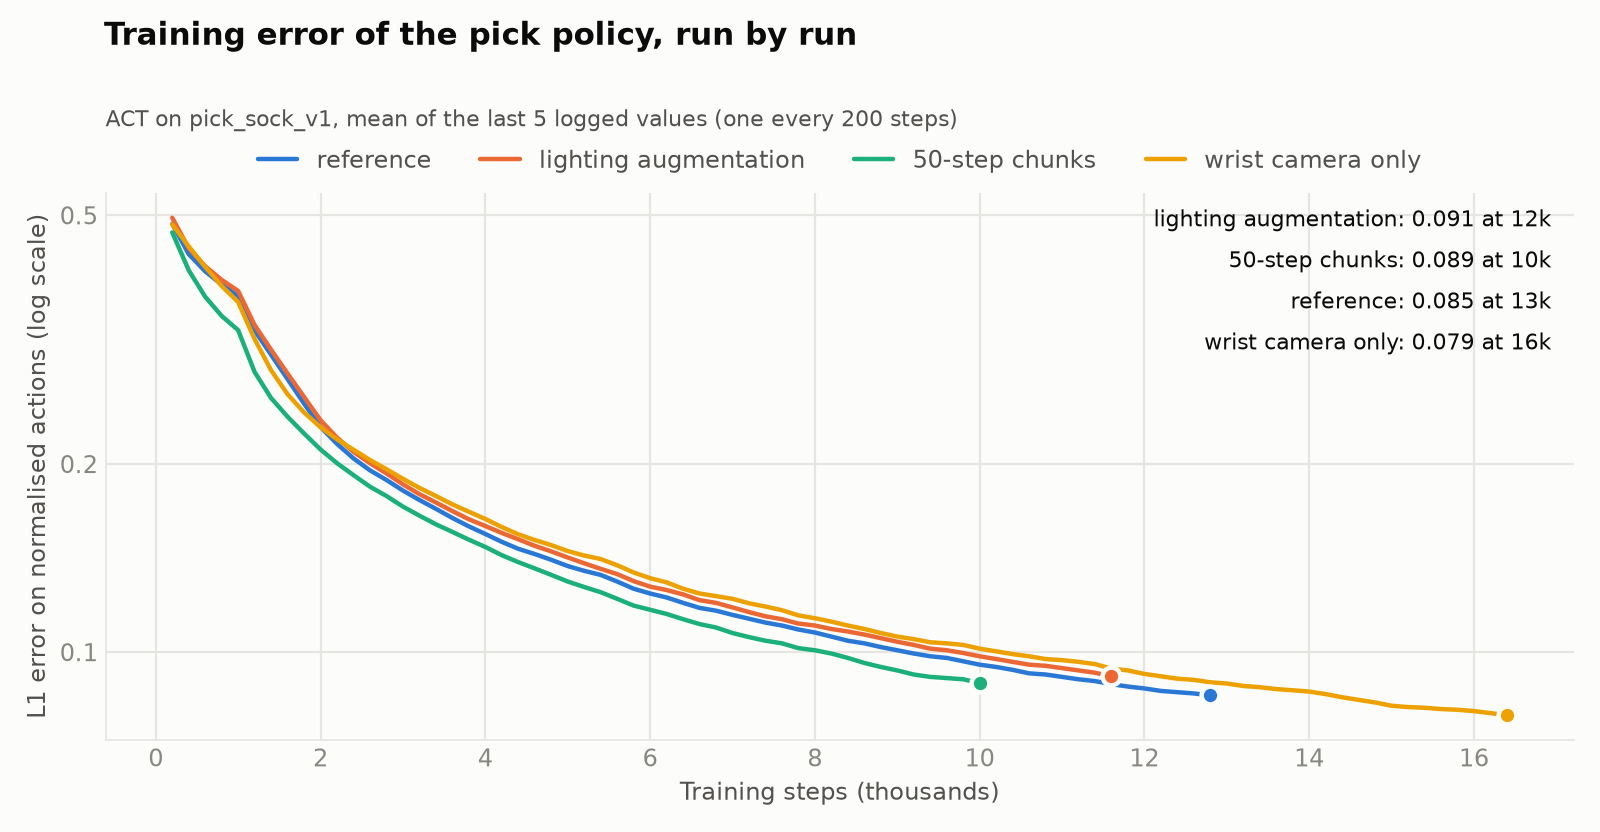 Training error of the pick policy, run by run
ACT on pick_sock_v1, mean of the last 5 logged values (one every 200 steps)
reference
lighting augmentation
50-step chunks
wrist camera only
L1 error on normalised actions (log scale)
0.5
0.2
0.1
lighting augmentation: 0.091 at 12k
50-step chunks: 0.089 at 10k
reference: 0.085 at 13k
wrist camera only: 0.079 at 16k
0 2 4 6 8 10 12 14 16
Training steps (thousands)